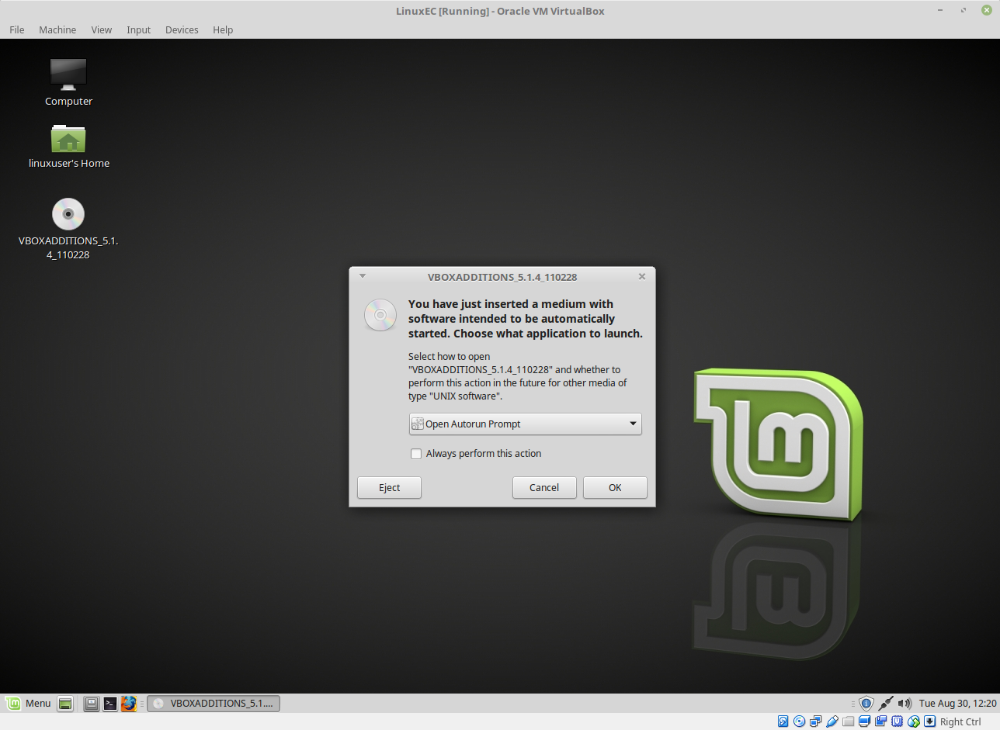 LinuxEC [Running] - Oracle VM VirtualBox
File Machine View Input Devices Help
Computer
linuxuser's Home
VBOXADDITIONS_5.1.
4_110228
VBOXADDITIONS_5.1.4_110228
You have just inserted a medium with
software intended to be automatically
started. Choose what application to launch.
Select how to open
"VBOXADDITIONS_5.1.4_110228" and whether to
perform this action in the future for other media of
type "UNIX software".
Open Autorun Prompt
Always perform this action
Eject Cancel OK
Menu VBOXADDITIONS_5.1.... Tue Aug 30, 12:20
Right Ctrl